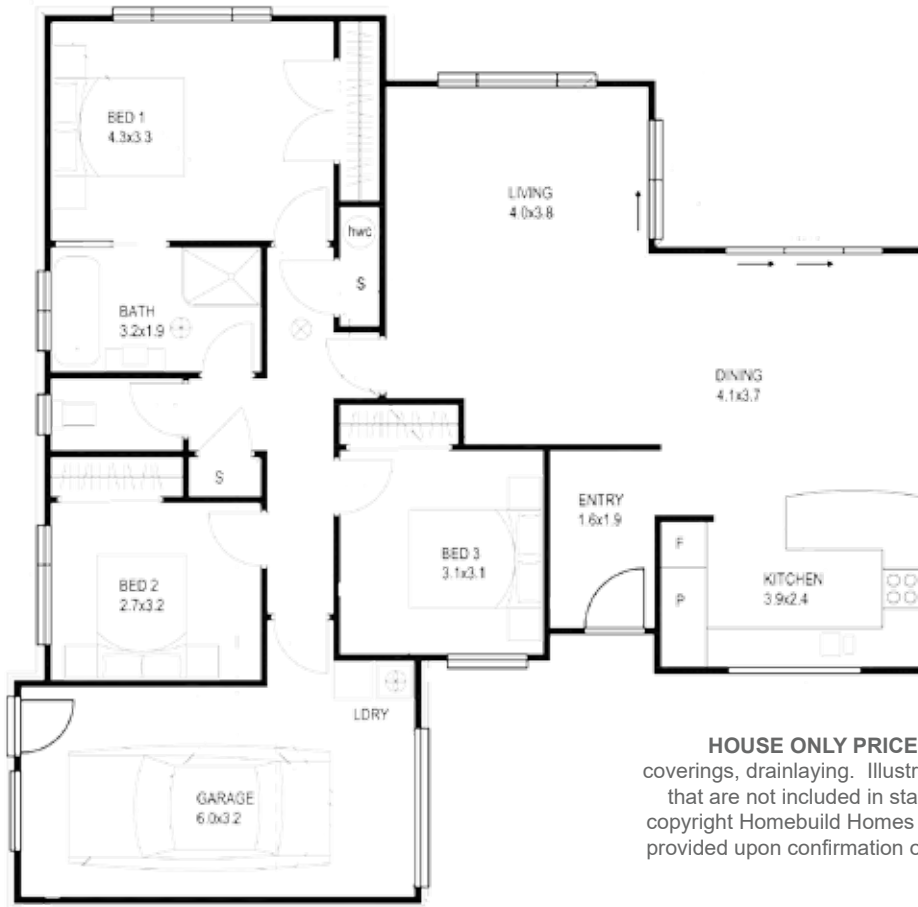 BED 1
4.3x3.3
LIVING
4.0x3.8
hwc
S
BATH
3.2x1.9
DINING
4.1x3.7
S
ENTRY
1.6x1.9
F
P
KITCHEN
3.9x2.4
BED 3
3.1x3.1
BED 2
2.7x3.2
LDRY
GARAGE
6.0x3.2
HOUSE ONLY PRICE
coverings, drainlaying. Illustr
that are not included in sta
copyright Homebuild Homes
provided upon confirmation o